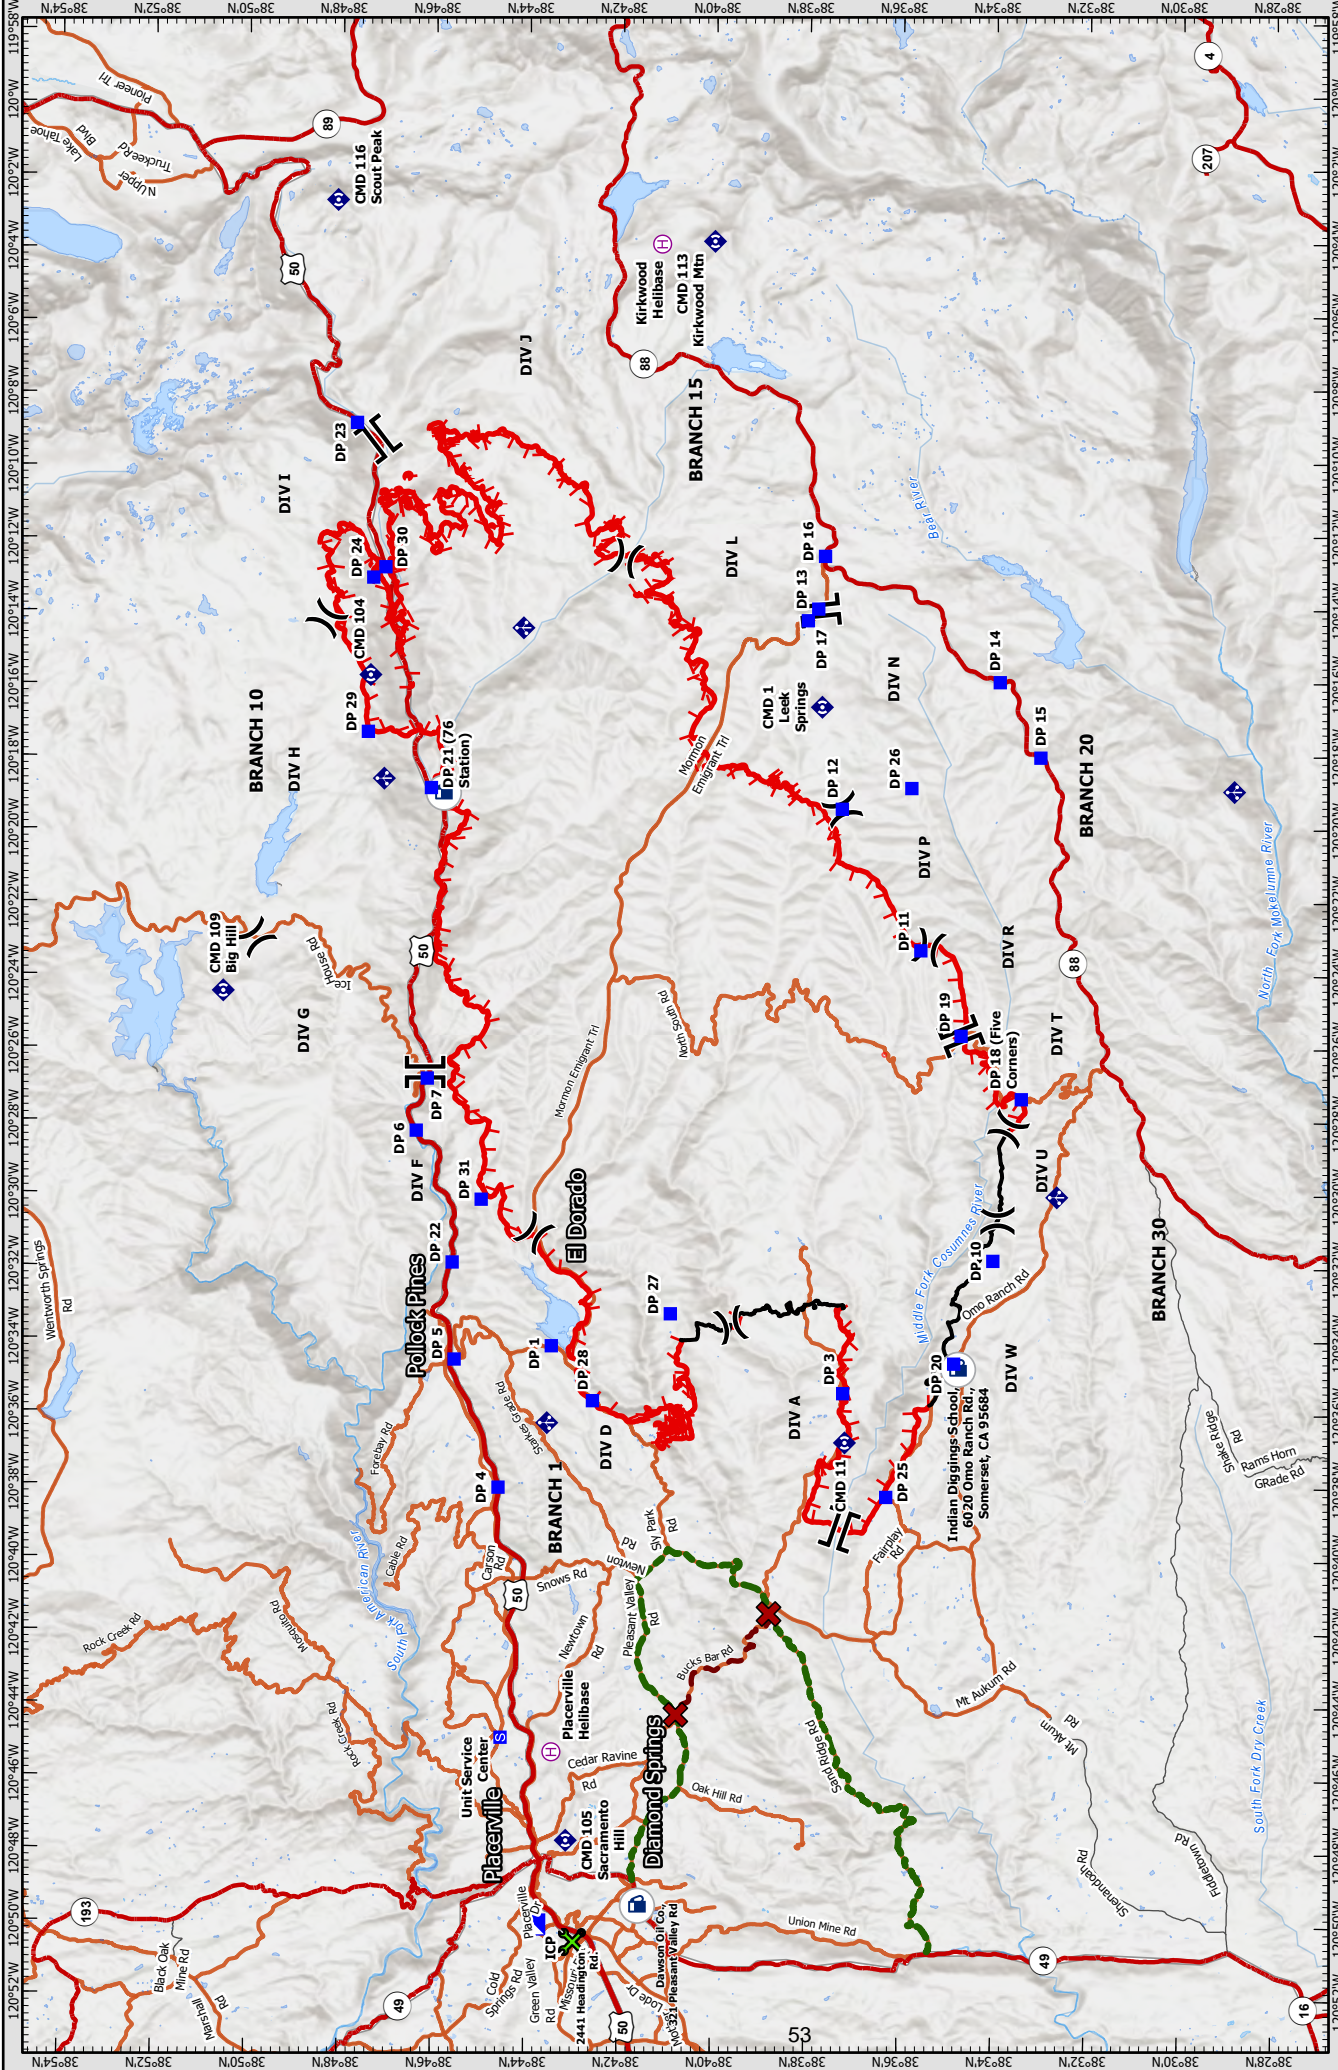 119°58'W
120°0'W
120°2'W
120°4'W
120°6'W
120°8'W
120°10'W
120°12'W
120°14'W
120°16'W
120°18'W
120°20'W
120°22'W
120°24'W
120°26'W
120°28'W
120°30'W
120°32'W
120°34'W
120°36'W
120°38'W
120°40'W
120°42'W
120°44'W
120°46'W
120°48'W
120°50'W
120°52'W
38°54'N
38°52'N
38°50'N
38°48'N
38°46'N
38°44'N
38°42'N
38°40'N
38°38'N
38°36'N
38°34'N
38°32'N
38°30'N
38°28'N
Pioneer Trl
Lake Tahoe
Blvd
Truckee Rd
N Upper
89
CMD 116
Scout Peak
50
4
207
Kirkwood
Helibase
H
CMD 113
Kirkwood Mtn
88
DIV J
BRANCH 15
DP 23
DIV I
DP 24
DP 30
CMD 104
DP 29
BRANCH 10
DIV H
DP 21 (76
Station)
DIV L
DP 16
DP 13
DP 17
Bear River
DP 14
DIV N
CMD 1
Leek
Springs
DP 15
Mormon
Emigrant Trl
DP 12
DP 26
BRANCH 20
DIV P
North Fork Mokelumne River
CMD 109
Big Hill
Ice House Rd
DIV G
50
DP 11
DIV R
88
North South Rd
DP 19
DP 18 (Five
Corners)
DIV T
DP 7
DP 6
DIV F
DP 31
Mormon Emigrant Trl
El Dorado
DIV U
Middle Fork Cosumnes River
DP 10
Omo Ranch Rd
BRANCH 30
Wentworth Springs
Rd
DP 22
Pollock Pines
DP 5
DP 1
DP 27
DP 28
DP 3
DP 20
DIV W
DIV A
DIV D
Starkes Grade Rd
Forebay Rd
DP 4
BRANCH 1
CMD 11
DP 25
Indian Diggings School,
6020 Omo Ranch Rd.,
Somerset, CA 95684
Shake Ridge
Rd
Rams Horn
GRade Rd
Sly Park
Rd
Cable Rd
Carson
Rd
South Fork American River
Snows Rd
Newton
Rd
Fairplay
Rd
50
Rock Creek Rd
Mosquito Rd
Newtown
Rd
Pleasant Valley
Rd
Bucks Bar Rd
Mt Aukum Rd
Mt Akum
Rd
South Fork Dry Creek
Rock Creek Rd
Unit Service
Center
S
Placerville
Helibase
H
Diamond Springs
Cedar Ravine
Rd
Oak Hill Rd
Sand Ridge Rd
Placerville
CMD 105
Sacramento
Hill
Shenandoah Rd
Fiddletown Rd
193
Black Oak
Mine Rd
Marshall
Rd
49
Placerville
Dr
ICP
2441 Headington
Rd.
Cold
Springs Rd
Green Valley
Rd
Missouri
Lode Dr
Mother
50
Dawson Oil Co,
321 Pleasant Valley Rd
Union Mine Rd
49
16
53